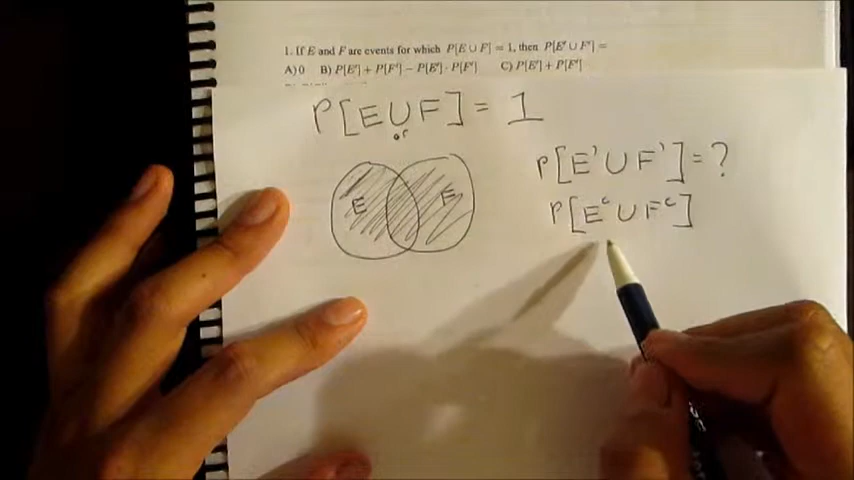 1. If E and F are events for which P[E ∪ F] = 1, then P[E' ∪ F'] =
A) 0 B) P[E'] + P[F'] − P[E'] · P[F'] C) P[E'] + P[F']
P[E∪F] = 1
or
P[E'∪F'] = ?
E E
P[Eᶜ∪Fᶜ]